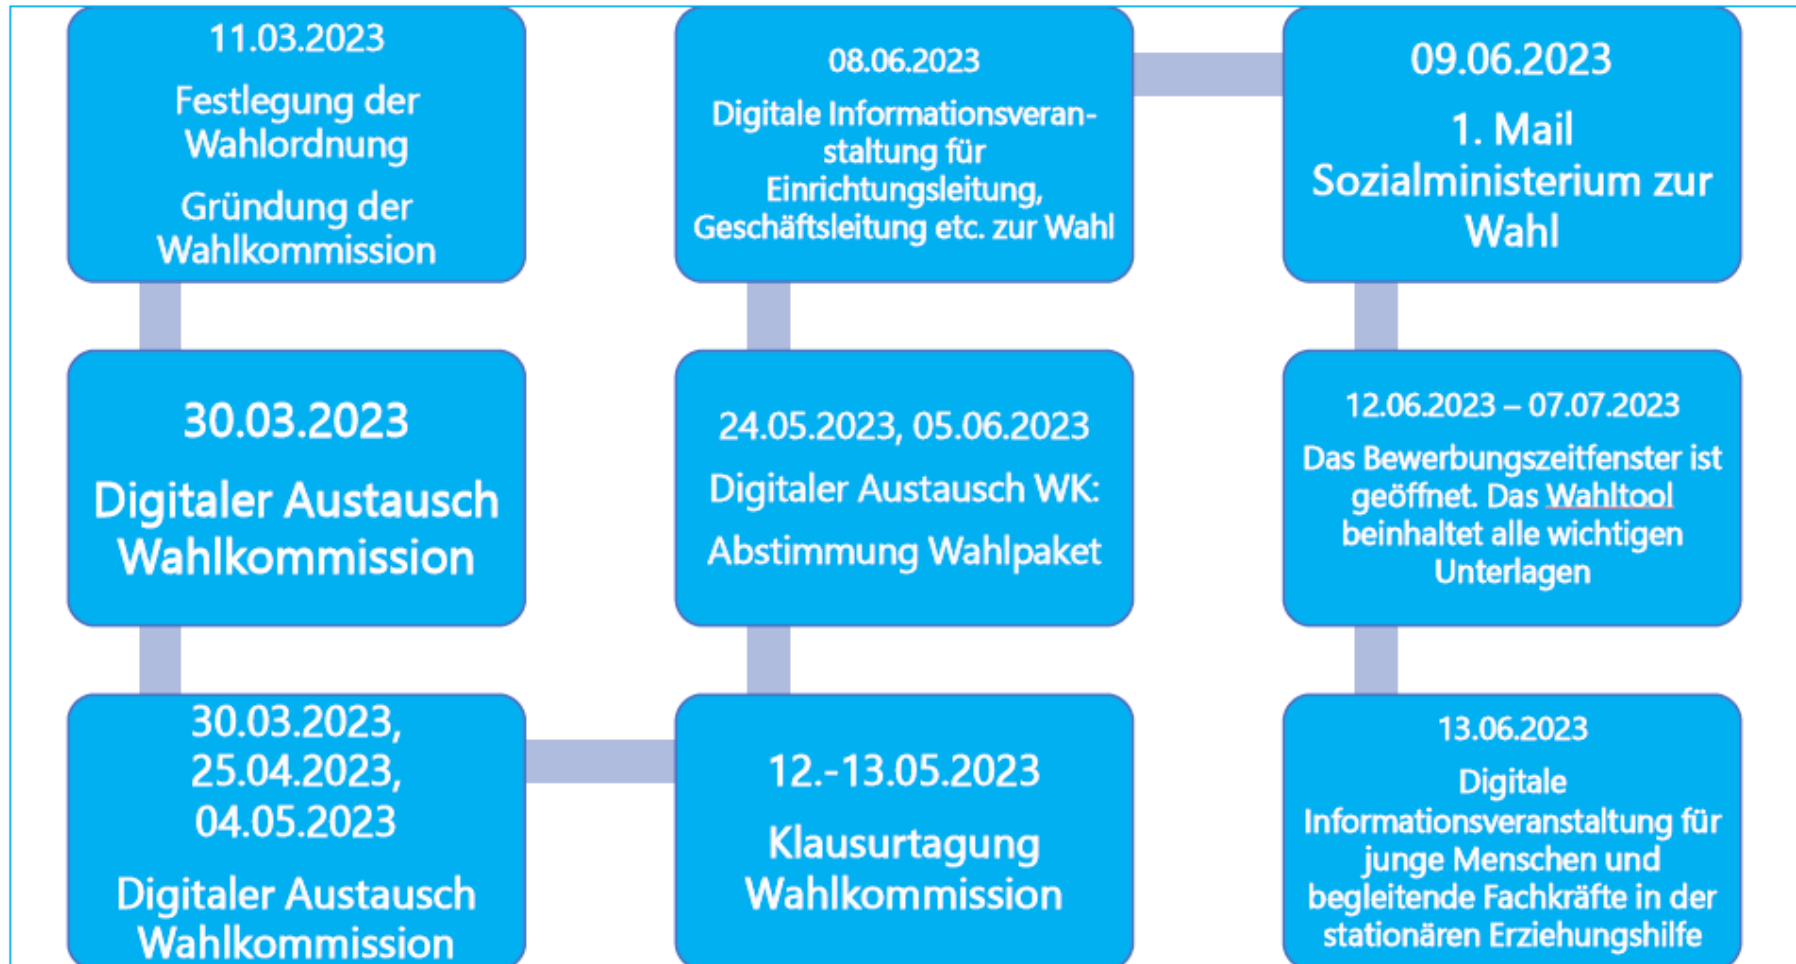 11.03.2023
Festlegung der
Wahlordnung
Gründung der
Wahlkommission
30.03.2023
Digitaler Austausch
Wahlkommission
30.03.2023,
25.04.2023,
04.05.2023
Digitaler Austausch
Wahlkommission
12.-13.05.2023
Klausurtagung
Wahlkommission
24.05.2023, 05.06.2023
Digitaler Austausch WK:
Abstimmung Wahlpaket
08.06.2023
Digitale Informationsveran-
staltung für
Einrichtungsleitung,
Geschäftsleitung etc. zur Wahl
09.06.2023
1. Mail
Sozialministerium zur
Wahl
12.06.2023 – 07.07.2023
Das Bewerbungszeitfenster ist
geöffnet. Das Wahltool
beinhaltet alle wichtigen
Unterlagen
13.06.2023
Digitale
Informationsveranstaltung für
junge Menschen und
begleitende Fachkräfte in der
stationären Erziehungshilfe